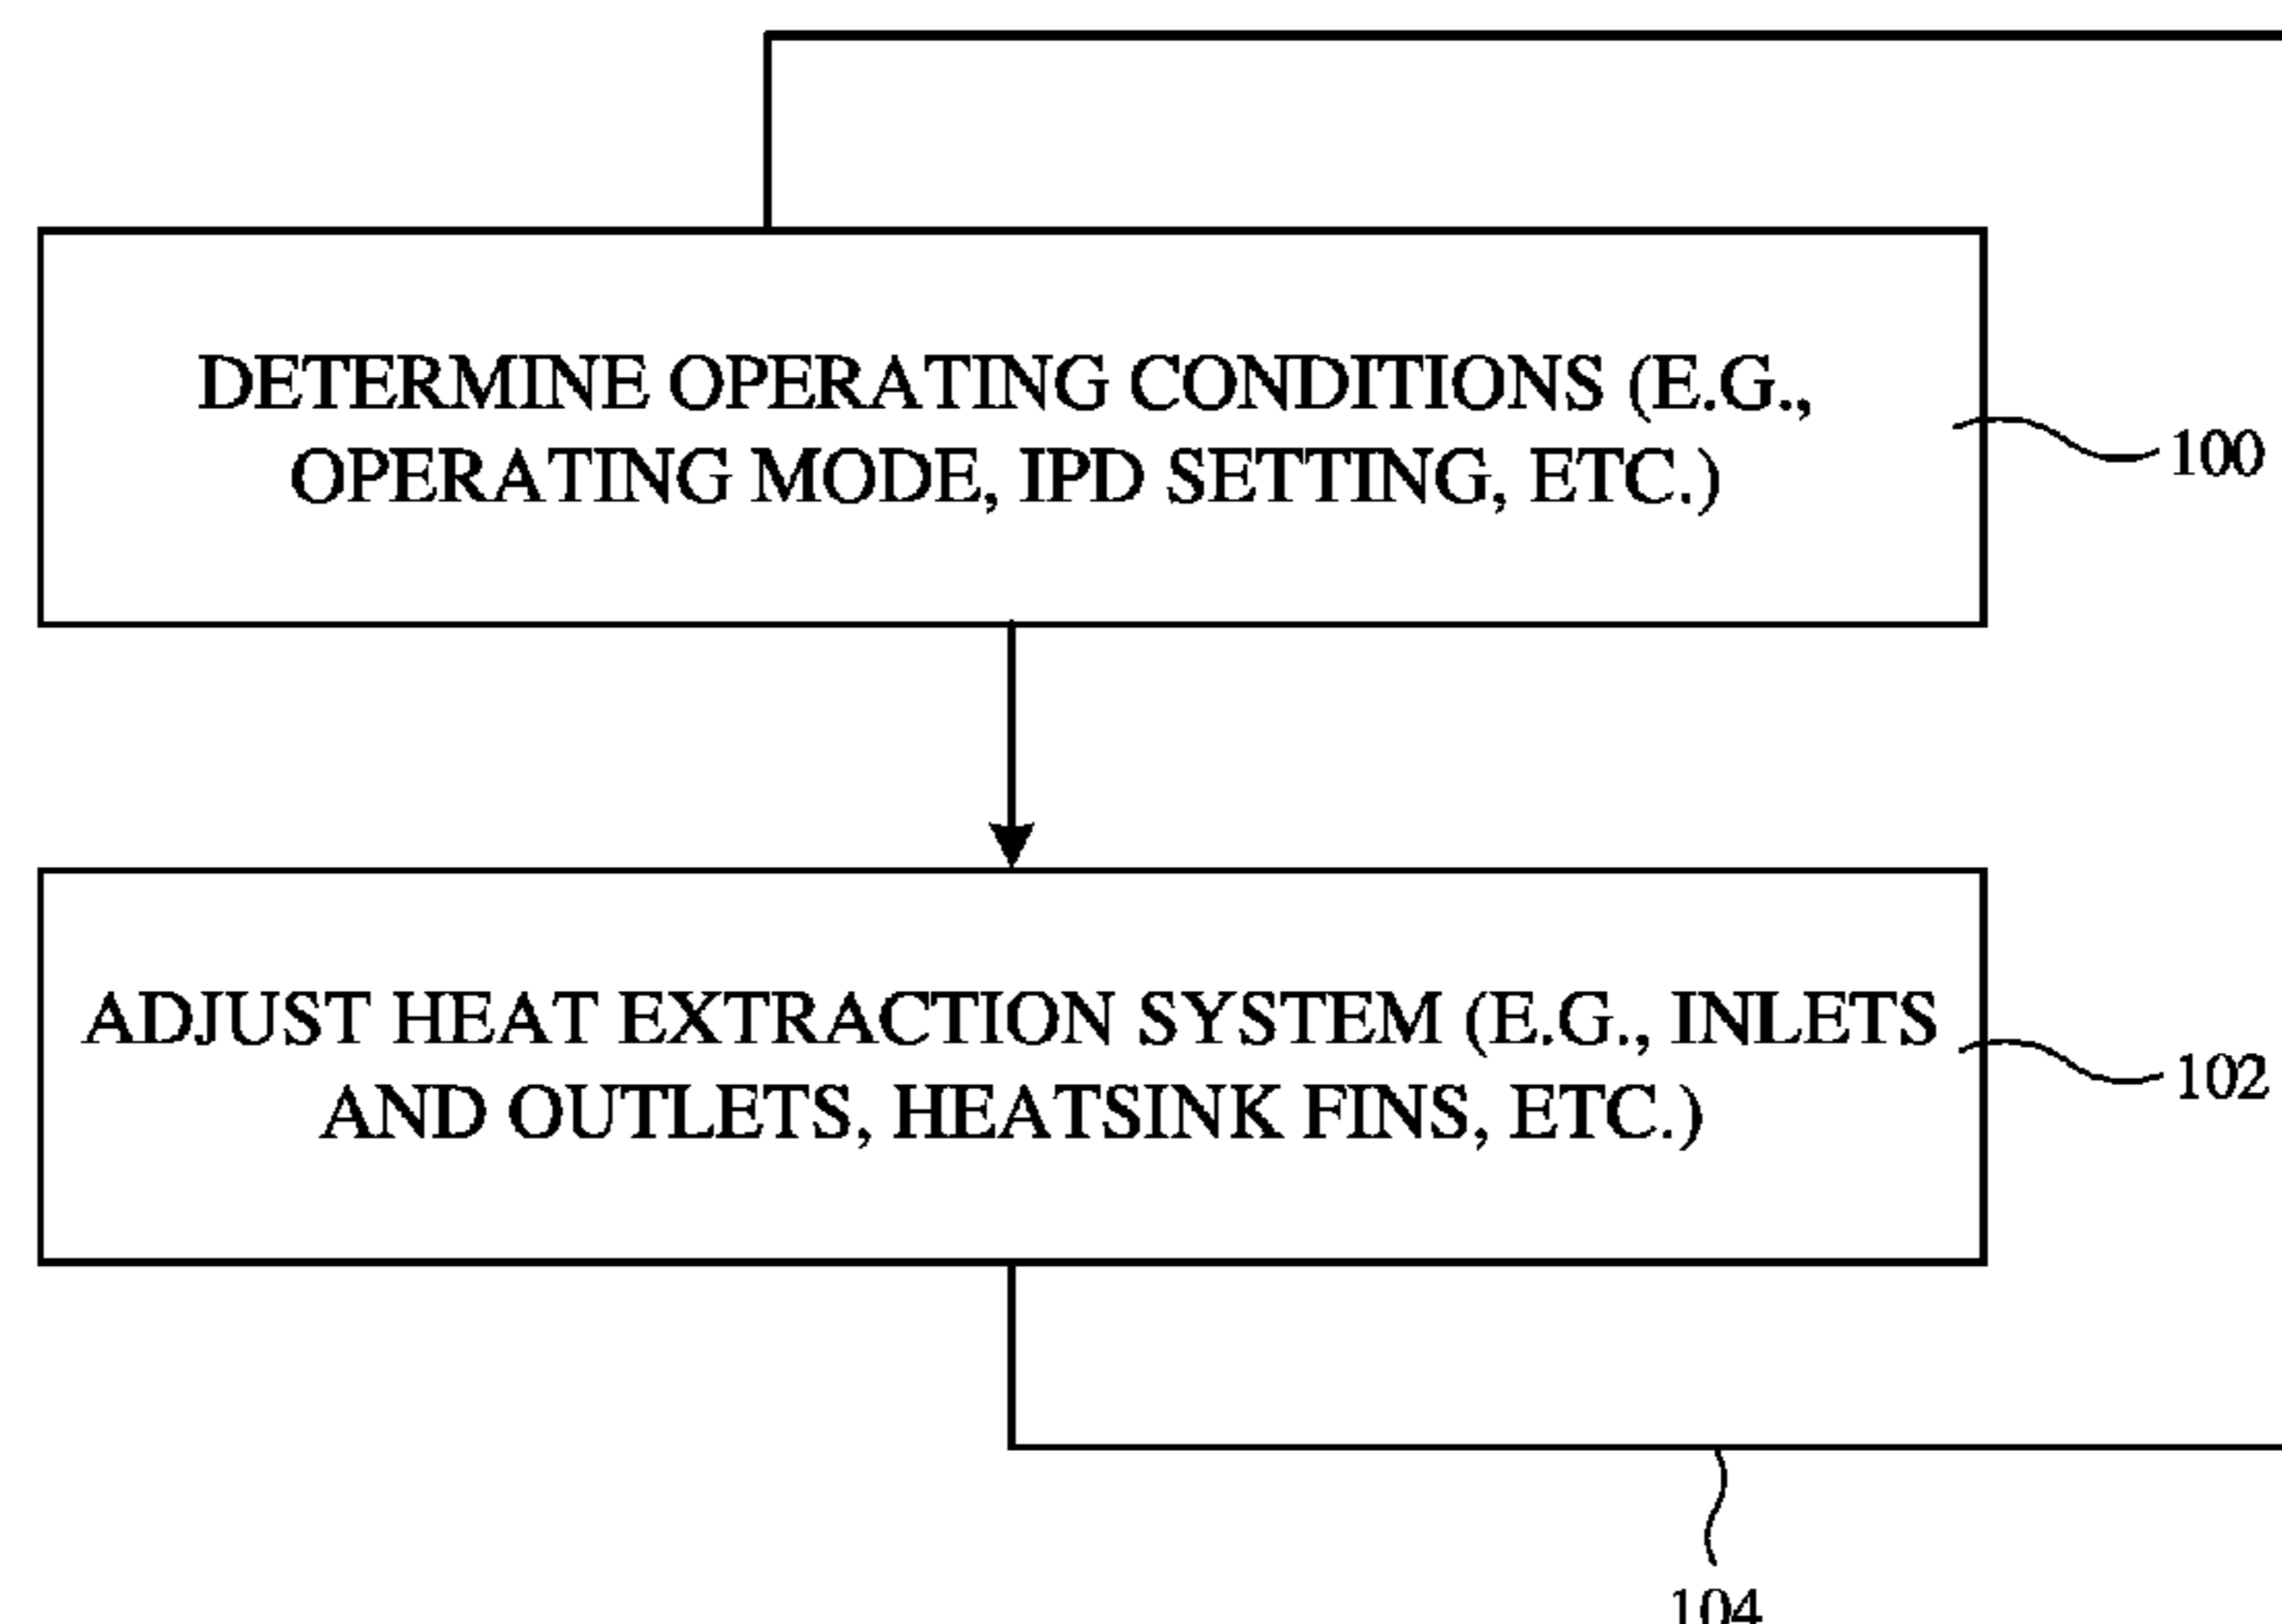 DETERMINE OPERATING CONDITIONS (E.G.,
OPERATING MODE, IPD SETTING, ETC.)
100
ADJUST HEAT EXTRACTION SYSTEM (E.G., INLETS
AND OUTLETS, HEATSINK FINS, ETC.)
102
104